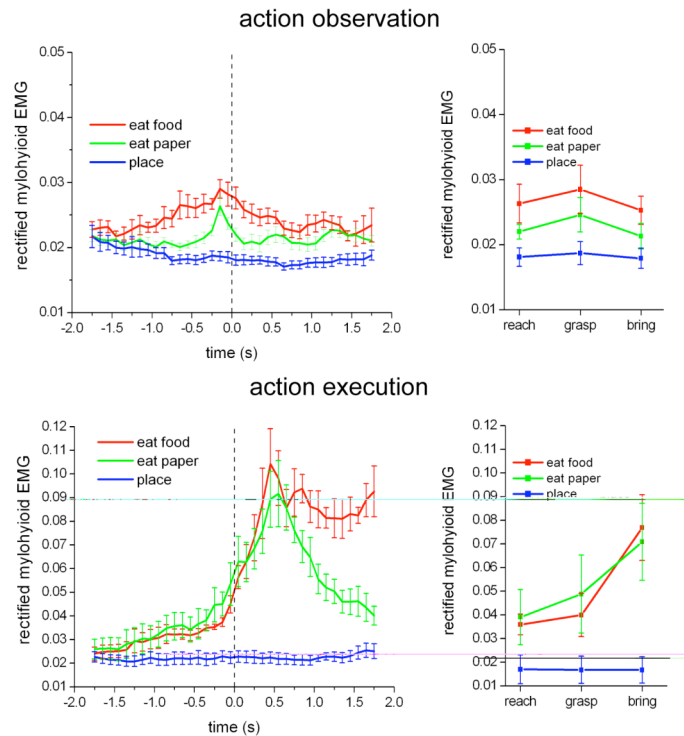 action observation
rectified mylohyioid EMG
0.05
0.04
0.03
0.02
0.01
eat food
eat paper
place
-2.0 -1.5 -1.0 -0.5 0.0 0.5 1.0 1.5 2.0
time (s)
rectified mylohyioid EMG
0.05
0.04
0.03
0.02
0.01
eat food
eat paper
place
reach grasp bring
action execution
rectified mylohyioid EMG
0.12
0.11
0.10
0.09
0.08
0.07
0.06
0.05
0.04
0.03
0.02
0.01
eat food
eat paper
place
-2.0 -1.5 -1.0 -0.5 0.0 0.5 1.0 1.5 2.0
time (s)
rectified mylohyioid EMG
0.12
0.11
0.10
0.09
0.08
0.07
0.06
0.05
0.04
0.03
0.02
0.01
eat food
eat paper
place
reach grasp bring